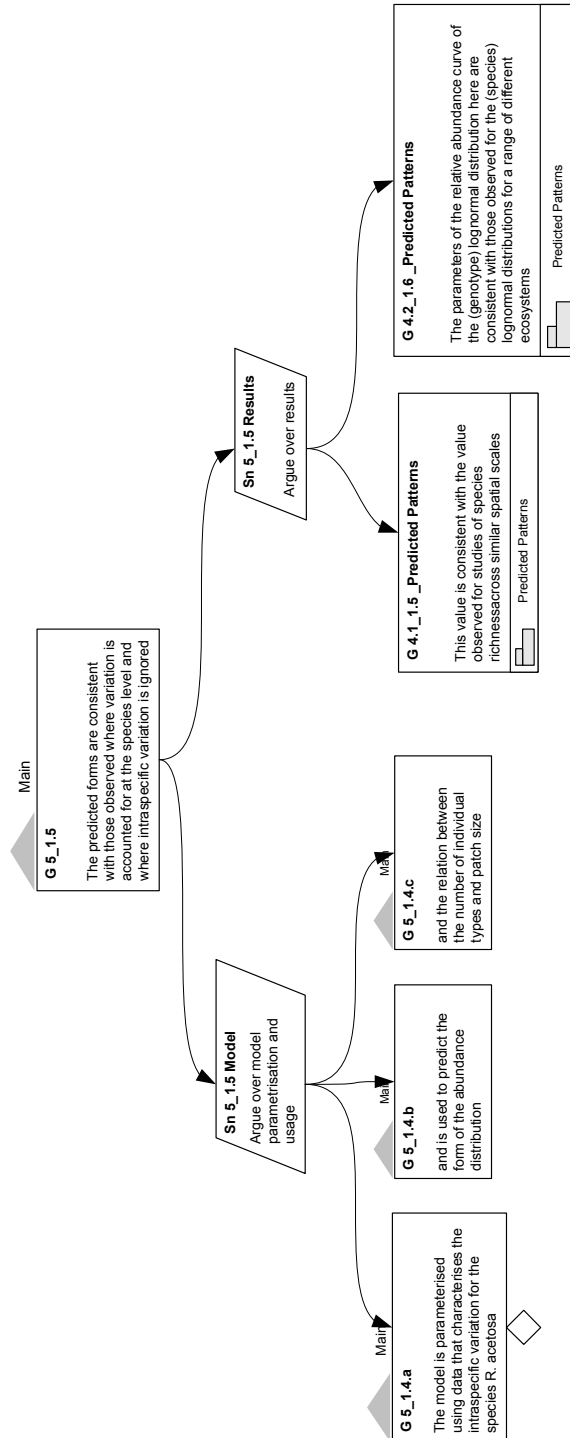 Main
G 5_1.5
The predicted forms are consistent
with those observed where variation is
accounted for at the species level and
where intraspecific variation is ignored
Sn 5_1.5 Model
Argue over model
parametrisation and
usage
Sn 5_1.5 Results
Argue over results
Main
G 5_1.4.a
The model is parameterised
using data that characterises the
intraspecific variation for the
species R. acetosa
Main
G 5_1.4.b
and is used to predict the
form of the abundance
distribution
Main
G 5_1.4.c
and the relation between
the number of individual
types and patch size
G 4.1_1.5 _Predicted Patterns
This value is consistent with the value
observed for studies of species
richnessacross similar spatial scales
Predicted Patterns
G 4.2_1.6 _Predicted Patterns
The parameters of the relative abundance curve of
the (genotype) lognormal distribution here are
consistent with those observed for the (species)
lognormal distributions for a range of different
ecosystems
Predicted Patterns